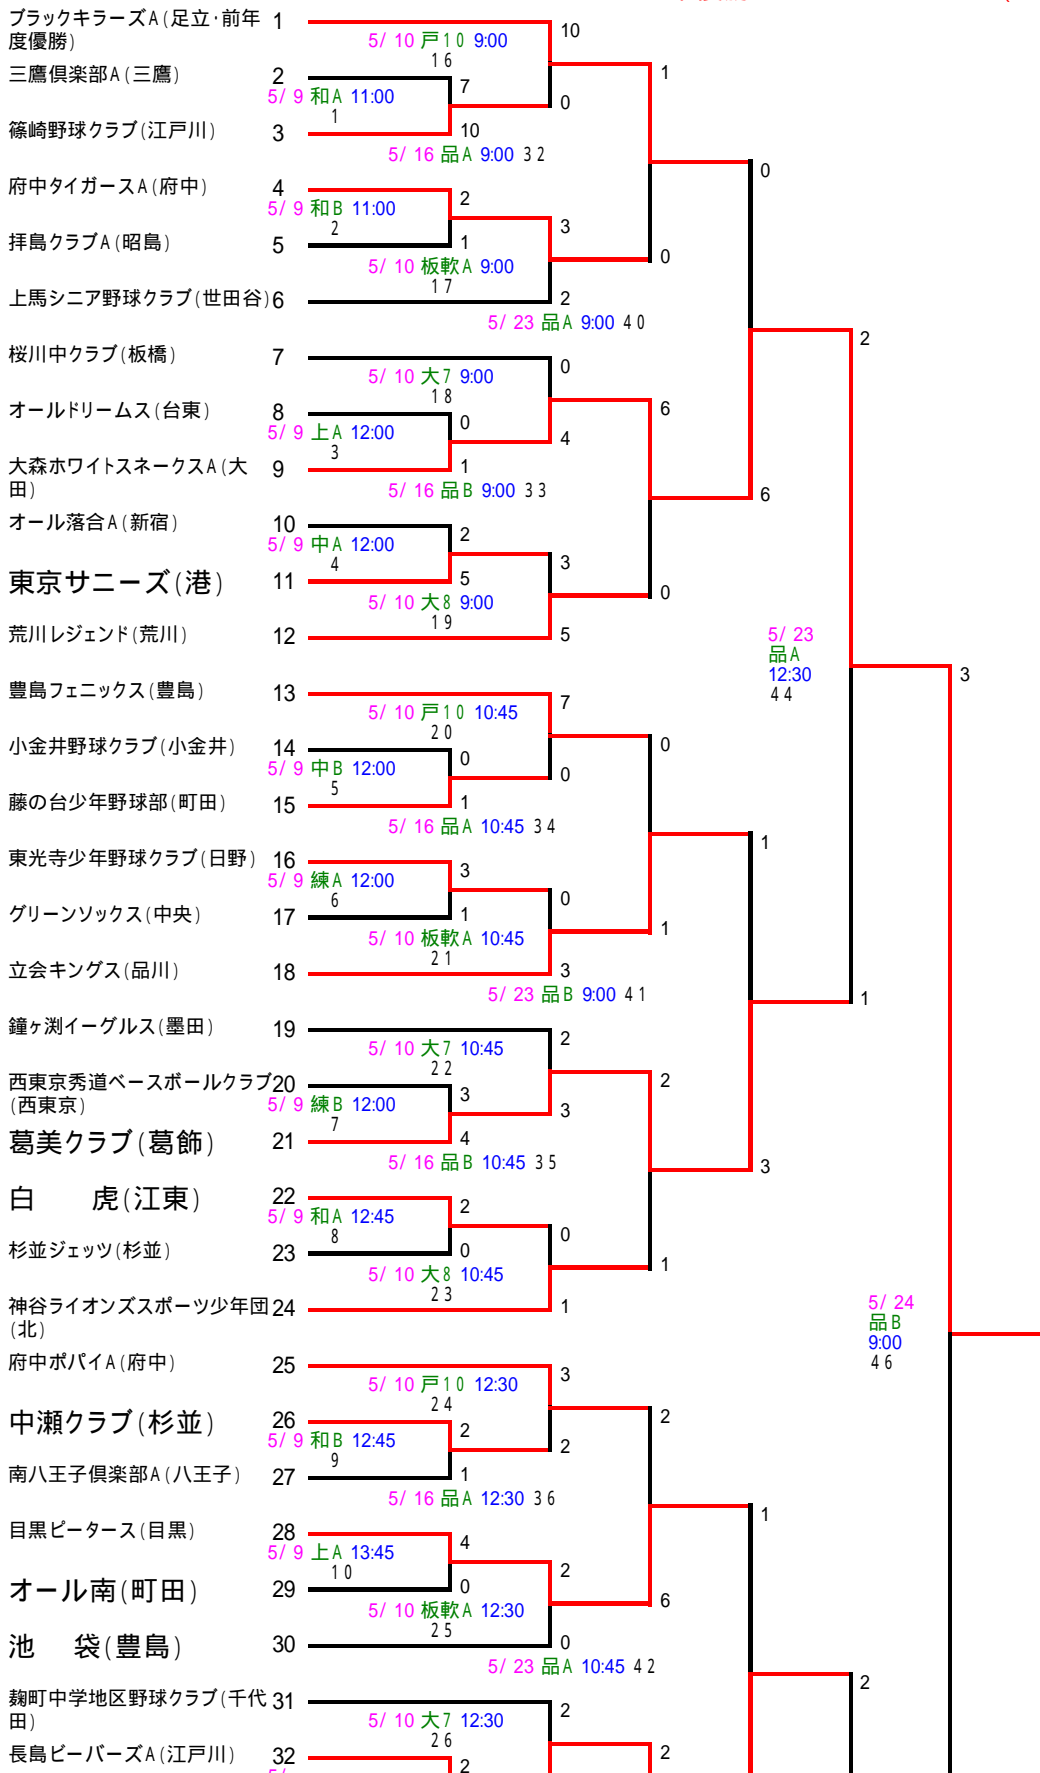 ブラックキラーズA(足立・前年
度優勝)
1
10
5/ 10 戸10 9:00
16
1
三鷹倶楽部A(三鷹)
2
7
5/ 9 和A 11:00
0
1
篠崎野球クラブ(江戸川)
3
10
5/ 16 品A 9:00 32
0
府中タイガースA(府中)
4
2
5/ 9 和B 11:00
3
2
拝島クラブA(昭島)
5
1
0
5/ 10 板軟A 9:00
17
上馬シニア野球クラブ(世田谷)
6
2
5/ 23 品A 9:00 40
2
桜川中クラブ(板橋)
7
0
5/ 10 大7 9:00
18
6
オールドリームス(台東)
8
0
5/ 9 上A 12:00
4
3
大森ホワイトスネークスA(大
田)
9
1
5/ 16 品B 9:00 33
6
オール落合A(新宿)
10
2
5/ 9 中A 12:00
3
4
東京サニーズ(港)
11
5
0
5/ 10 大8 9:00
19
荒川レジェンド(荒川)
12
5
5/ 23
品A
12:30
44
3
豊島フェニックス(豊島)
13
7
5/ 10 戸10 10:45
20
0
小金井野球クラブ(小金井)
14
0
5/ 9 中B 12:00
0
5
藤の台少年野球部(町田)
15
1
5/ 16 品A 10:45 34
1
東光寺少年野球クラブ(日野)
16
3
5/ 9 練A 12:00
0
6
グリーンソックス(中央)
17
1
1
5/ 10 板軟A 10:45
21
立会キングス(品川)
18
3
5/ 23 品B 9:00 41
1
鐘ヶ渕イーグルス(墨田)
19
2
5/ 10 大7 10:45
22
2
西東京秀道ベースボールクラブ
(西東京)
20
3
5/ 9 練B 12:00
3
7
葛美クラブ(葛飾)
21
4
5/ 16 品B 10:45 35
3
白　　虎(江東)
22
2
5/ 9 和A 12:45
0
8
杉並ジェッツ(杉並)
23
0
1
5/ 10 大8 10:45
23
神谷ライオンズスポーツ少年団
(北)
24
1
5/ 24
品B
9:00
46
府中ポパイA(府中)
25
3
5/ 10 戸10 12:30
24
2
中瀬クラブ(杉並)
26
2
5/ 9 和B 12:45
2
9
南八王子倶楽部A(八王子)
27
1
5/ 16 品A 12:30 36
1
目黒ピータース(目黒)
28
4
5/ 9 上A 13:45
2
10
オール南(町田)
29
0
6
5/ 10 板軟A 12:30
25
池　袋(豊島)
30
0
5/ 23 品A 10:45 42
2
麹町中学地区野球クラブ(千代
田)
31
2
5/ 10 大7 12:30
26
2
長島ビーバーズA(江戸川)
32
2